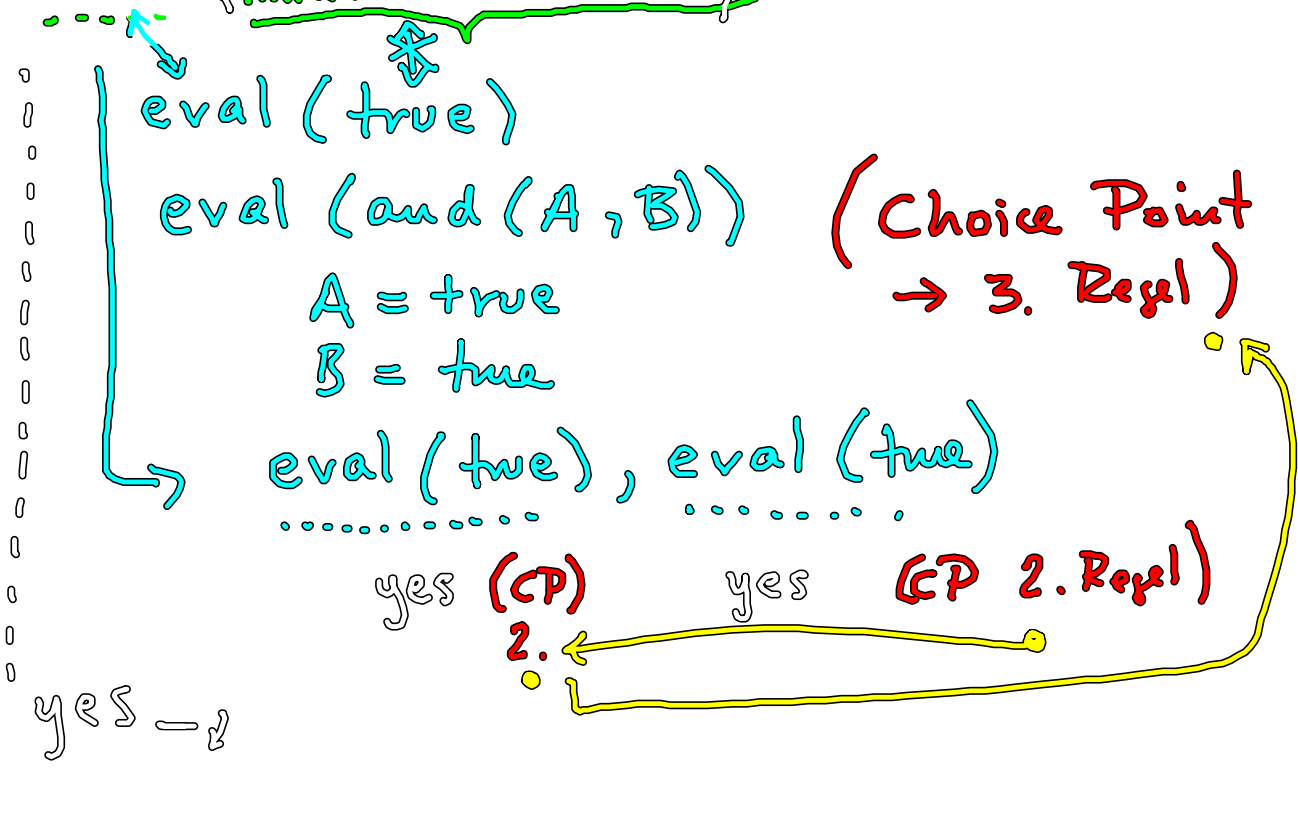 eval (true)
eval (and (A, B))
(Choice Point
→ 3. Regel)
A = true
B = true
eval (true), eval (true)
yes (CP) yes (CP 2. Regel)
2.
yes